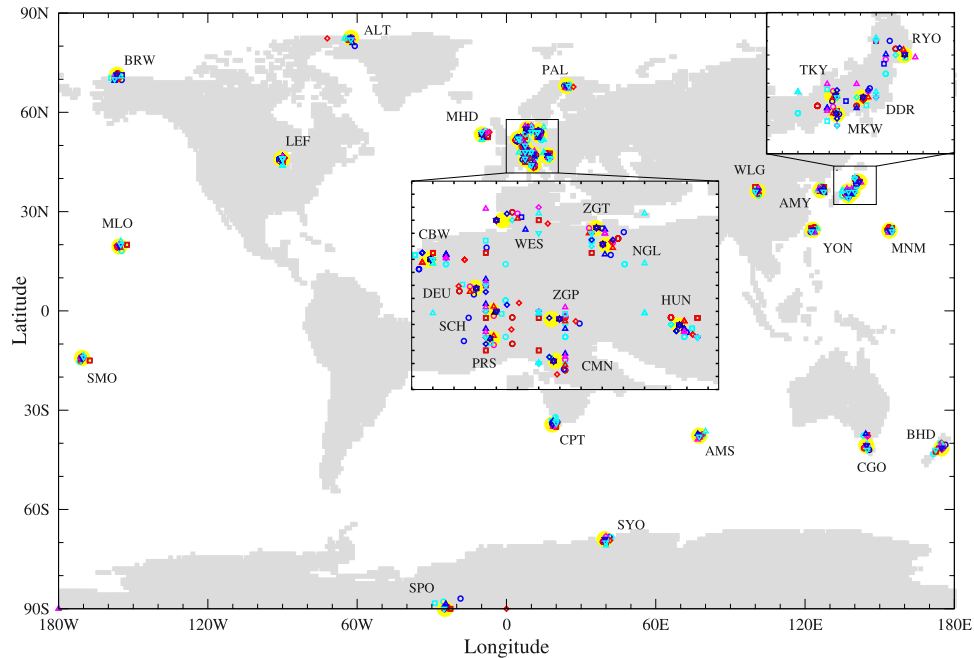 90N
ALT
RYO
BRW
PAL
TKY
60N
MHD
DDR
LEF
MKW
WLG
AMY
30N
ZGT
MLO
CBW
WES
YON
MNM
NGL
DEU
ZGP
HUN
0
SCH
PRS
CMN
SMO
30S
CPT
AMS
BHD
CGO
60S
SYO
SPO
90S
180W
120W
60W
0
60E
120E
180E
Longitude
Latitude